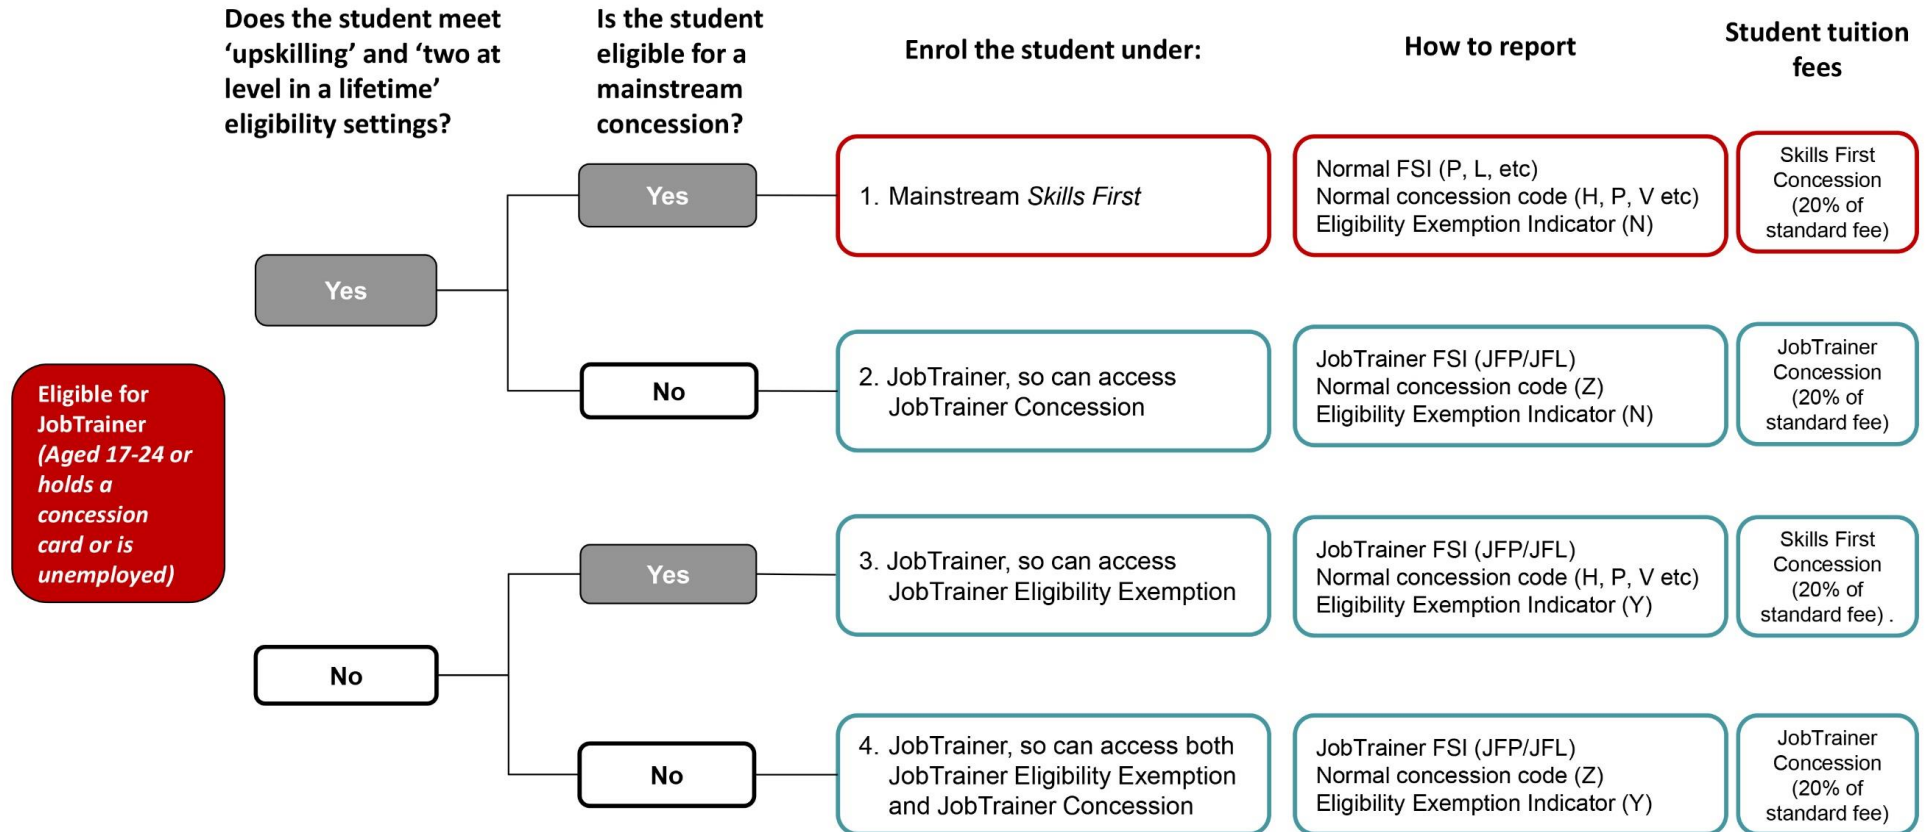 Does the student meet
‘upskilling’ and ‘two at
level in a lifetime’
eligibility settings?
Is the student
eligible for a
mainstream
concession?
Enrol the student under:
How to report
Student tuition
fees
Eligible for
JobTrainer
(Aged 17-24 or
holds a
concession
card or is
unemployed)
Yes
Yes
1. Mainstream Skills First
Normal FSI (P, L, etc)
Normal concession code (H, P, V etc)
Eligibility Exemption Indicator (N)
Skills First
Concession
(20% of
standard fee)
No
2. JobTrainer, so can access
JobTrainer Concession
JobTrainer FSI (JFP/JFL)
Normal concession code (Z)
Eligibility Exemption Indicator (N)
JobTrainer
Concession
(20% of
standard fee)
No
Yes
3. JobTrainer, so can access
JobTrainer Eligibility Exemption
JobTrainer FSI (JFP/JFL)
Normal concession code (H, P, V etc)
Eligibility Exemption Indicator (Y)
Skills First
Concession
(20% of
standard fee) .
No
4. JobTrainer, so can access both
JobTrainer Eligibility Exemption
and JobTrainer Concession
JobTrainer FSI (JFP/JFL)
Normal concession code (Z)
Eligibility Exemption Indicator (Y)
JobTrainer
Concession
(20% of
standard fee)